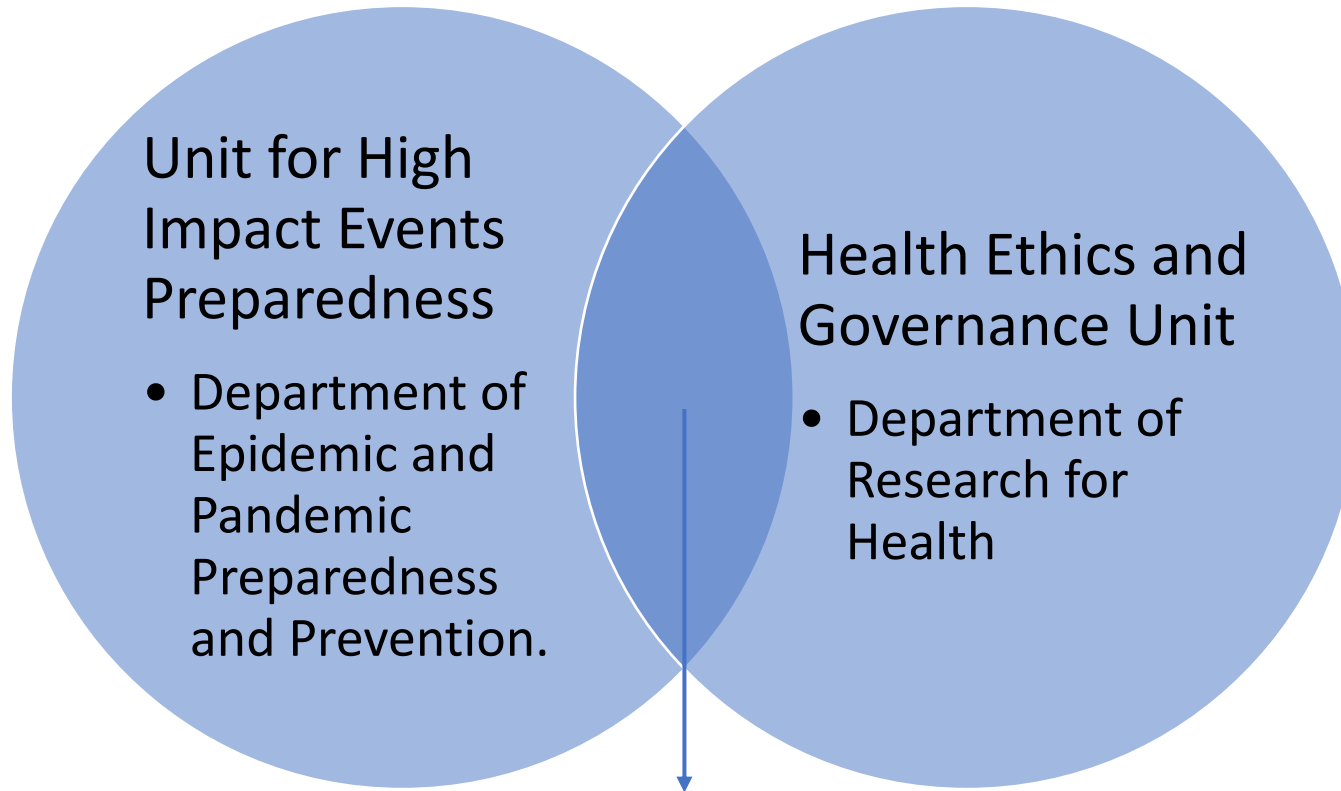 Unit for High
Impact Events
Preparedness
• Department of
Epidemic and
Pandemic
Preparedness
and Prevention.
Health Ethics and
Governance Unit
• Department of
Research for
Health